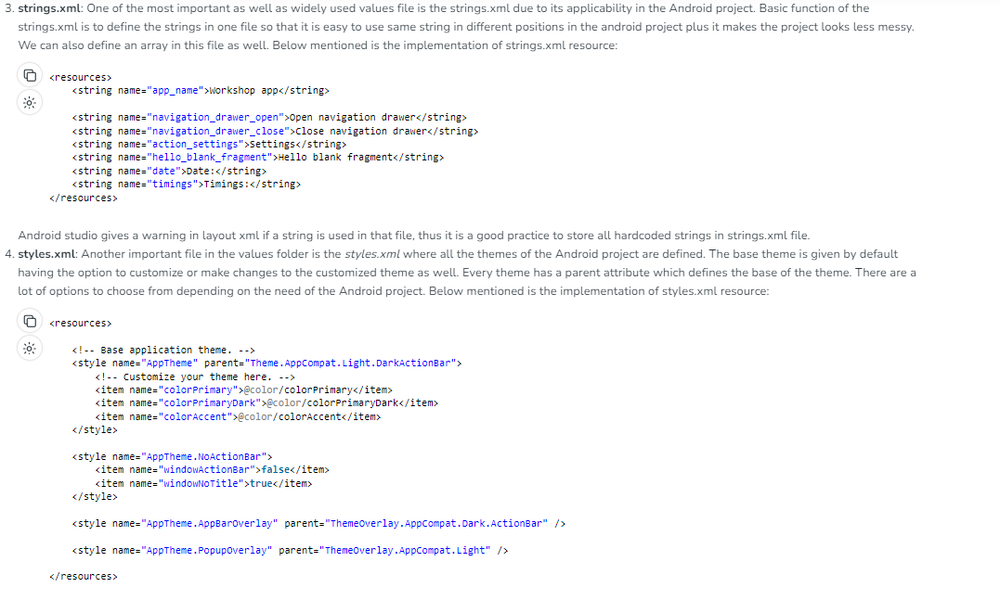 3. strings.xml: One of the most important as well as widely used values file is the strings.xml due to its applicability in the Android project. Basic function of the
strings.xml is to define the strings in one file so that it is easy to use same string in different positions in the android project plus it makes the project looks less messy.
We can also define an array in this file as well. Below mentioned is the implementation of strings.xml resource:
<resources>
    <string name="app_name">Workshop app</string>
    <string name="navigation_drawer_open">Open navigation drawer</string>
    <string name="navigation_drawer_close">Close navigation drawer</string>
    <string name="action_settings">Settings</string>
    <string name="hello_blank_fragment">Hello blank fragment</string>
    <string name="date">Date:</string>
    <string name="timings">Timings:</string>
</resources>
Android studio gives a warning in layout xml if a string is used in that file, thus it is a good practice to store all hardcoded strings in strings.xml file.
4. styles.xml: Another important file in the values folder is the styles.xml where all the themes of the Android project are defined. The base theme is given by default
having the option to customize or make changes to the customized theme as well. Every theme has a parent attribute which defines the base of the theme. There are a
lot of options to choose from depending on the need of the Android project. Below mentioned is the implementation of styles.xml resource:
<resources>
    <!-- Base application theme. -->
    <style name="AppTheme" parent="Theme.AppCompat.Light.DarkActionBar">
        <!-- Customize your theme here. -->
        <item name="colorPrimary">@color/colorPrimary</item>
        <item name="colorPrimaryDark">@color/colorPrimaryDark</item>
        <item name="colorAccent">@color/colorAccent</item>
    </style>
    <style name="AppTheme.NoActionBar">
        <item name="windowActionBar">false</item>
        <item name="windowNoTitle">true</item>
    </style>
    <style name="AppTheme.AppBarOverlay" parent="ThemeOverlay.AppCompat.Dark.ActionBar" />
    <style name="AppTheme.PopupOverlay" parent="ThemeOverlay.AppCompat.Light" />
</resources>